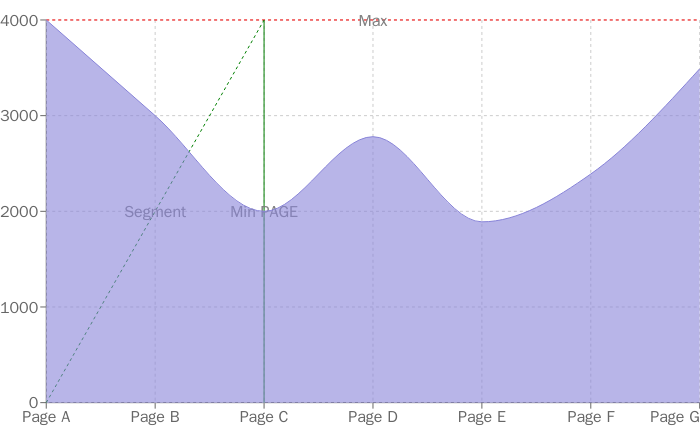 4000
Max
3000
2000
Segment
Min PAGE
1000
0
Page A
Page B
Page C
Page D
Page E
Page F
Page G